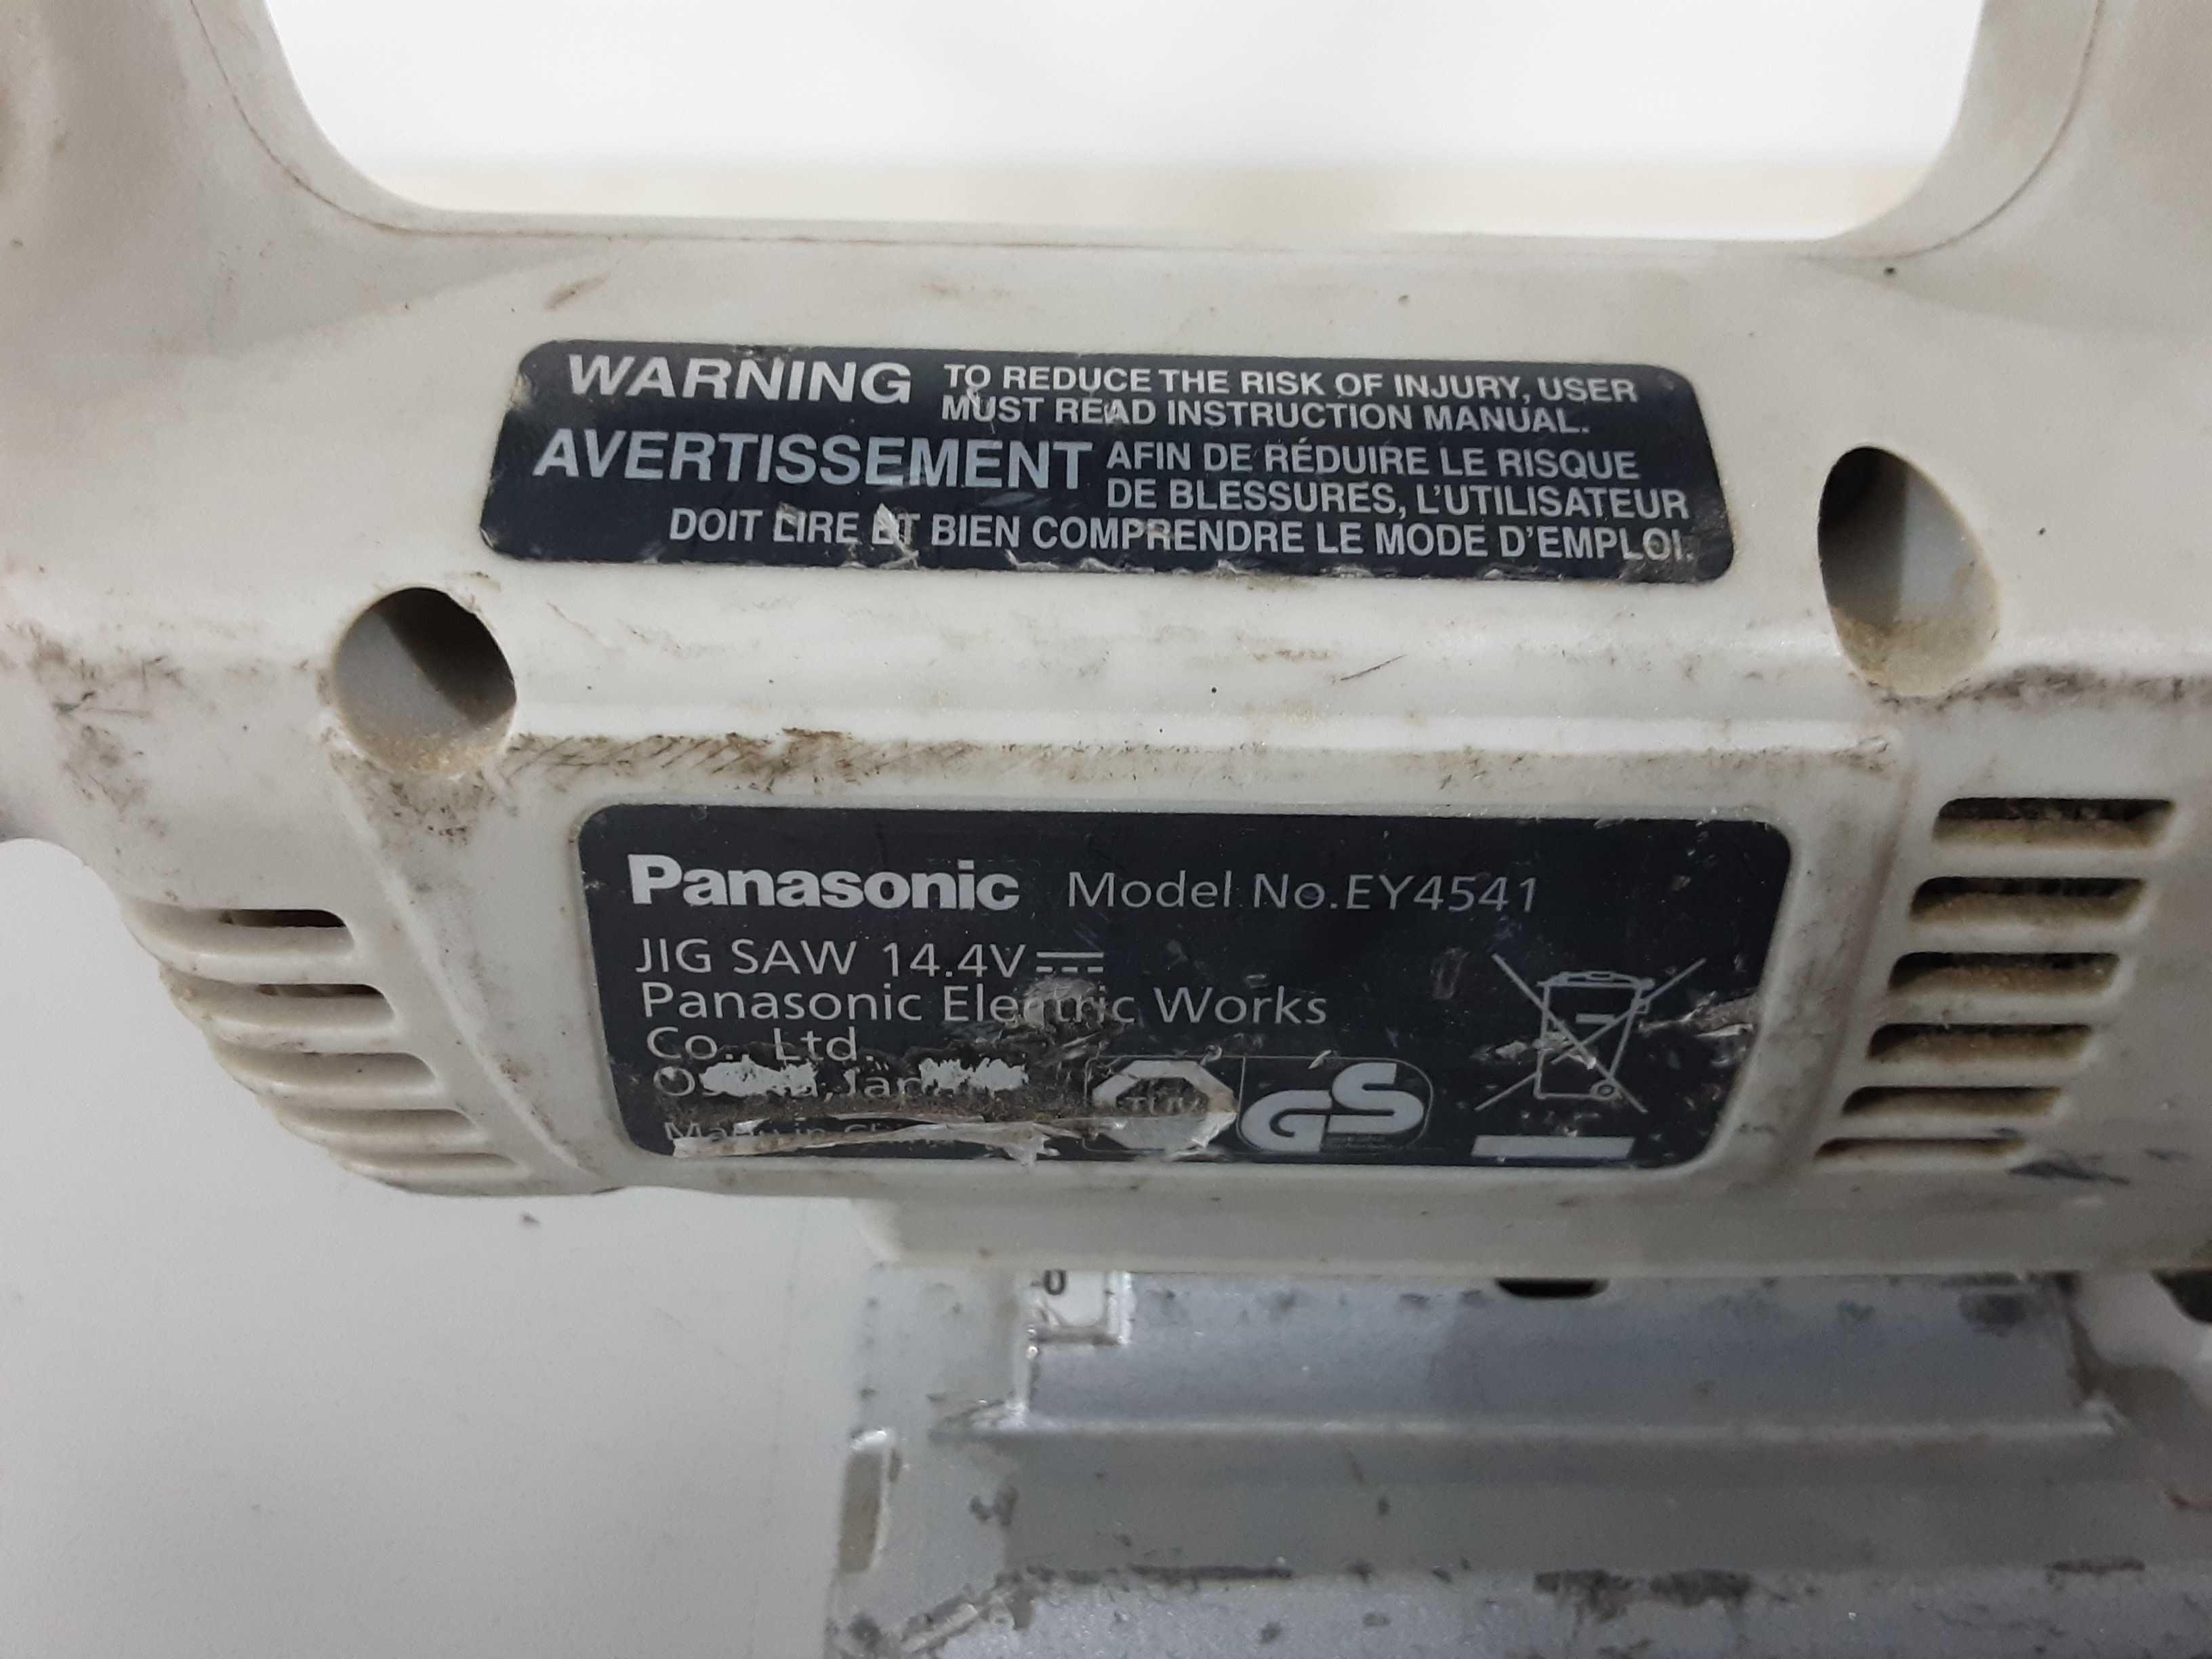 WARNING TO REDUCE THE RISK OF INJURY, USER
MUST READ INSTRUCTION MANUAL.
AVERTISSEMENT AFIN DE RÉDUIRE LE RISQUE
DE BLESSURES, L'UTILISATEUR
DOIT LIRE ET BIEN COMPRENDRE LE MODE D'EMPLOI.
Panasonic Model No.EY4541
JIG SAW 14.4V
Panasonic Electric Works
Co., Ltd.
GS
0